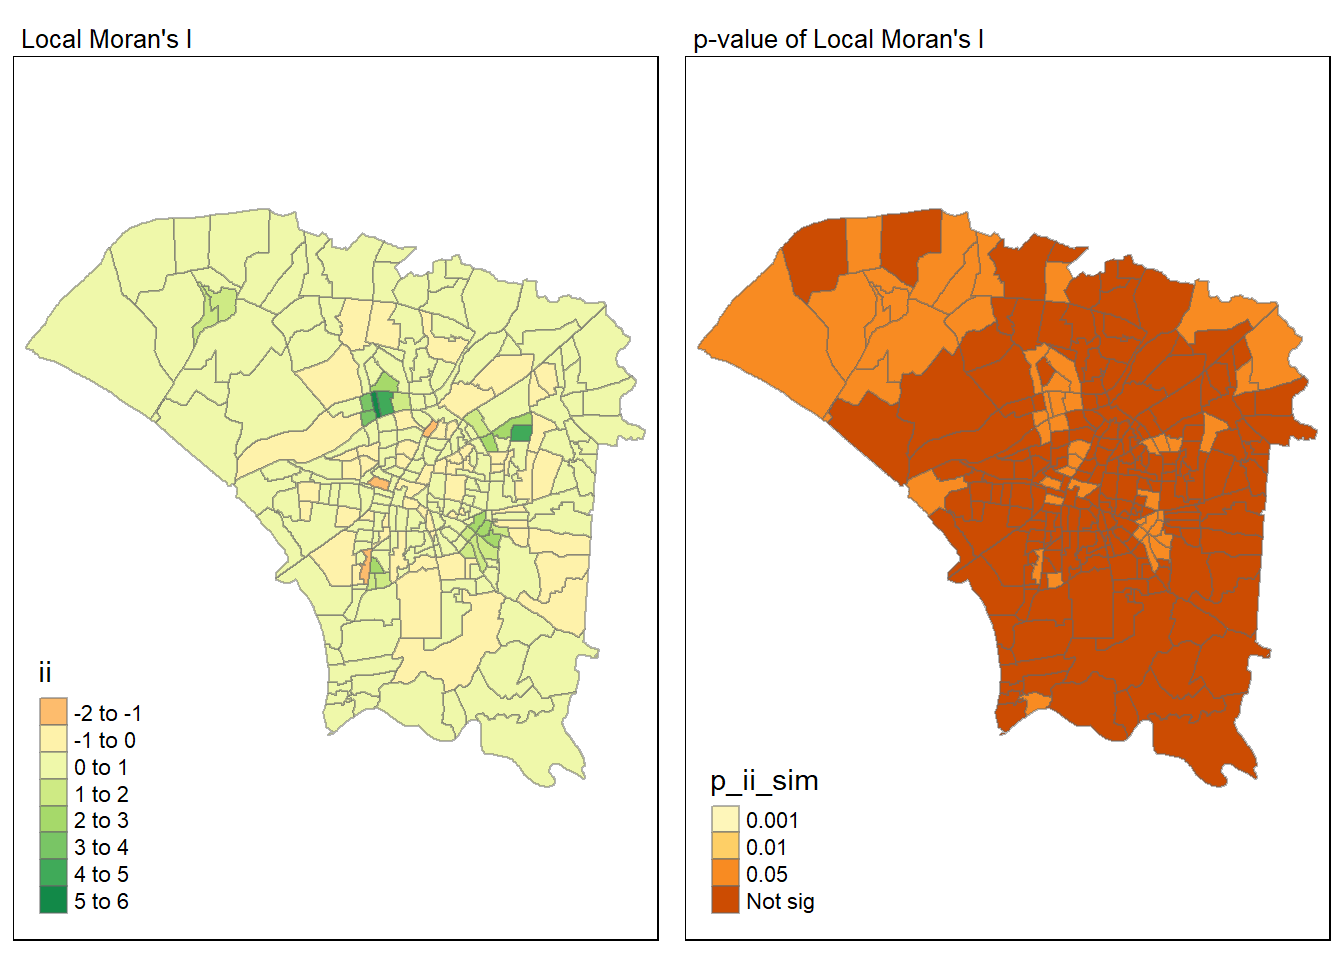 Local Moran's I
p-value of Local Moran's I
ii
-2 to -1
-1 to 0
0 to 1
1 to 2
2 to 3
3 to 4
4 to 5
5 to 6
p_ii_sim
0.001
0.01
0.05
Not sig